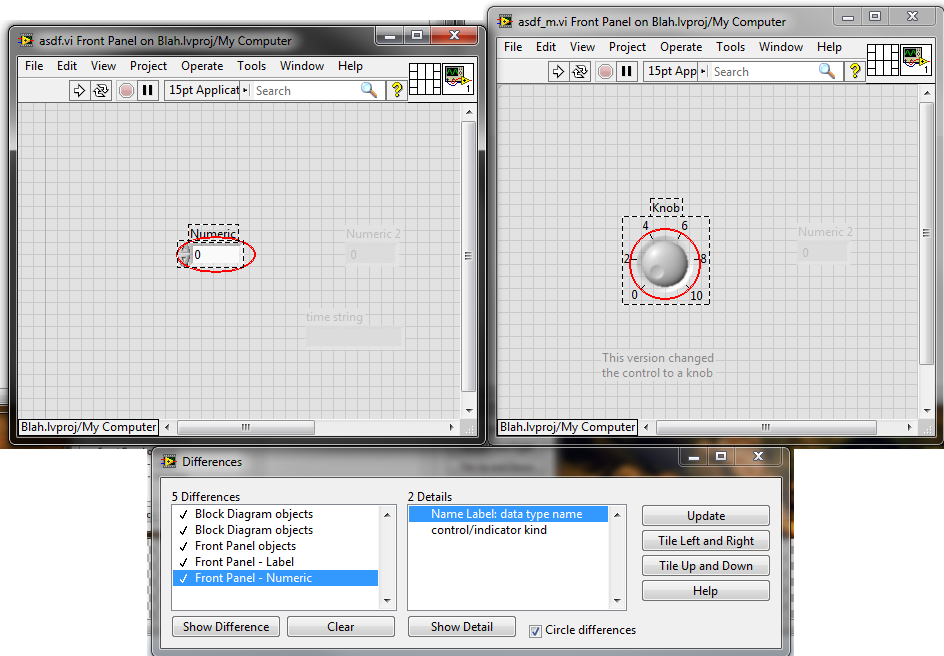 asdf.vi Front Panel on Blah.lvproj/My Computer
File Edit View Project Operate Tools Window Help
15pt Applicat Search
1
Numeric
0
Numeric 2
0
time string
Blah.lvproj/My Computer
asdf_m.vi Front Panel on Blah.lvproj/My Computer
File Edit View Project Operate Tools Window Help
15pt App Search
1
Knob
4 6
2 8
0 10
Numeric 2
0
This version changed
the control to a knob
Blah.lvproj/My Computer
Differences
5 Differences
Block Diagram objects
Block Diagram objects
Front Panel objects
Front Panel - Label
Front Panel - Numeric
Show Difference Clear
2 Details
Name Label: data type name
control/indicator kind
Show Detail
Circle differences
Update
Tile Left and Right
Tile Up and Down
Help